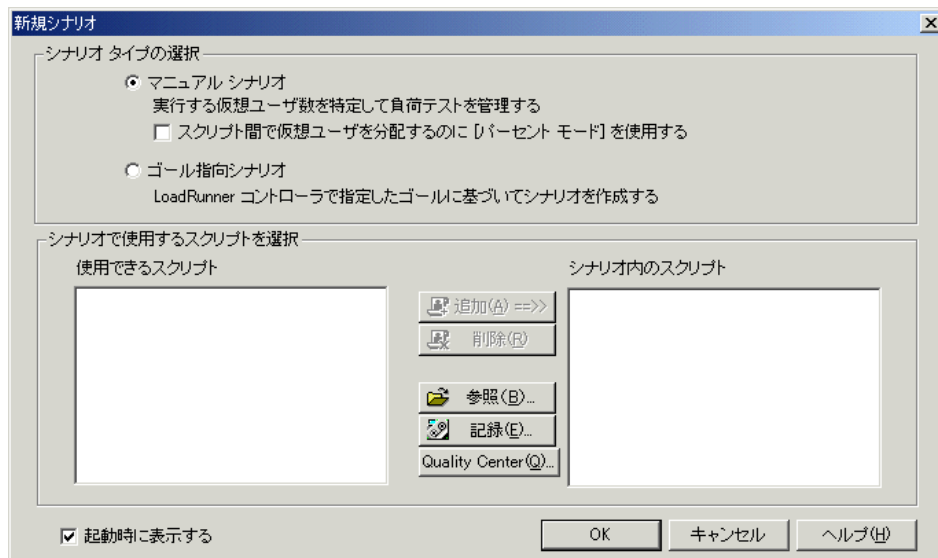 新規シナリオ
シナリオ タイプの選択
マニュアル シナリオ
実行する仮想ユーザ数を特定して負荷テストを管理する
スクリプト間で仮想ユーザを分配するのに [パーセント モード] を使用する
ゴール指向シナリオ
LoadRunner コントローラで指定したゴールに基づいてシナリオを作成する
シナリオで使用するスクリプトを選択
使用できるスクリプト
シナリオ内のスクリプト
追加(A) ==>>
削除(R)
参照(B)...
記録(E)...
Quality Center(Q)...
起動時に表示する
OK
キャンセル
ヘルプ(H)